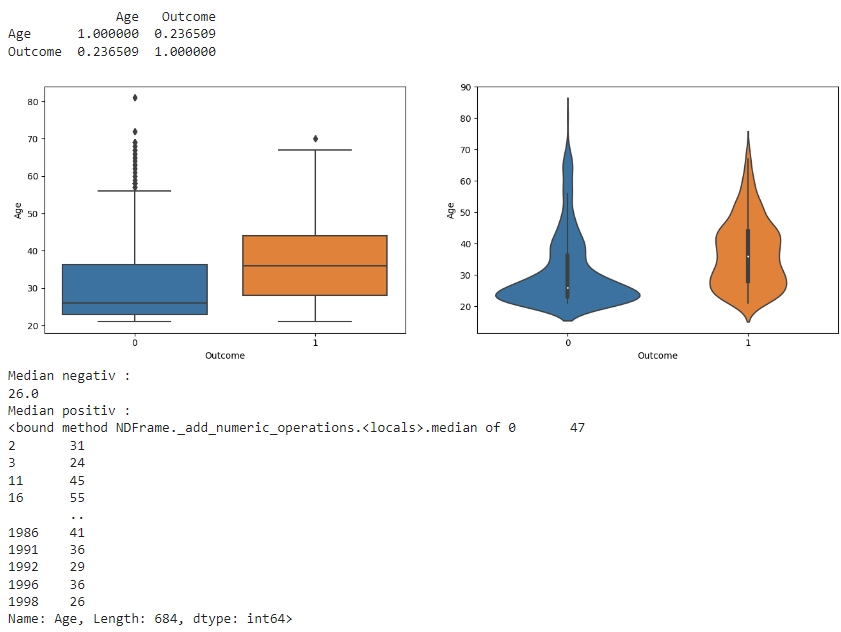 Age   Outcome
Age      1.000000  0.236509
Outcome  0.236509  1.000000
80
70
60
50
40
30
20
Age
0
1
Outcome
90
80
70
60
50
40
30
20
Age
0
1
Outcome
Median negativ :
26.0
Median positiv :
<bound method NDFrame._add_numeric_operations.<locals>.median of 0       47
2       31
3       24
11      45
16      55
        ..
1986    41
1991    36
1992    29
1996    36
1998    26
Name: Age, Length: 684, dtype: int64>